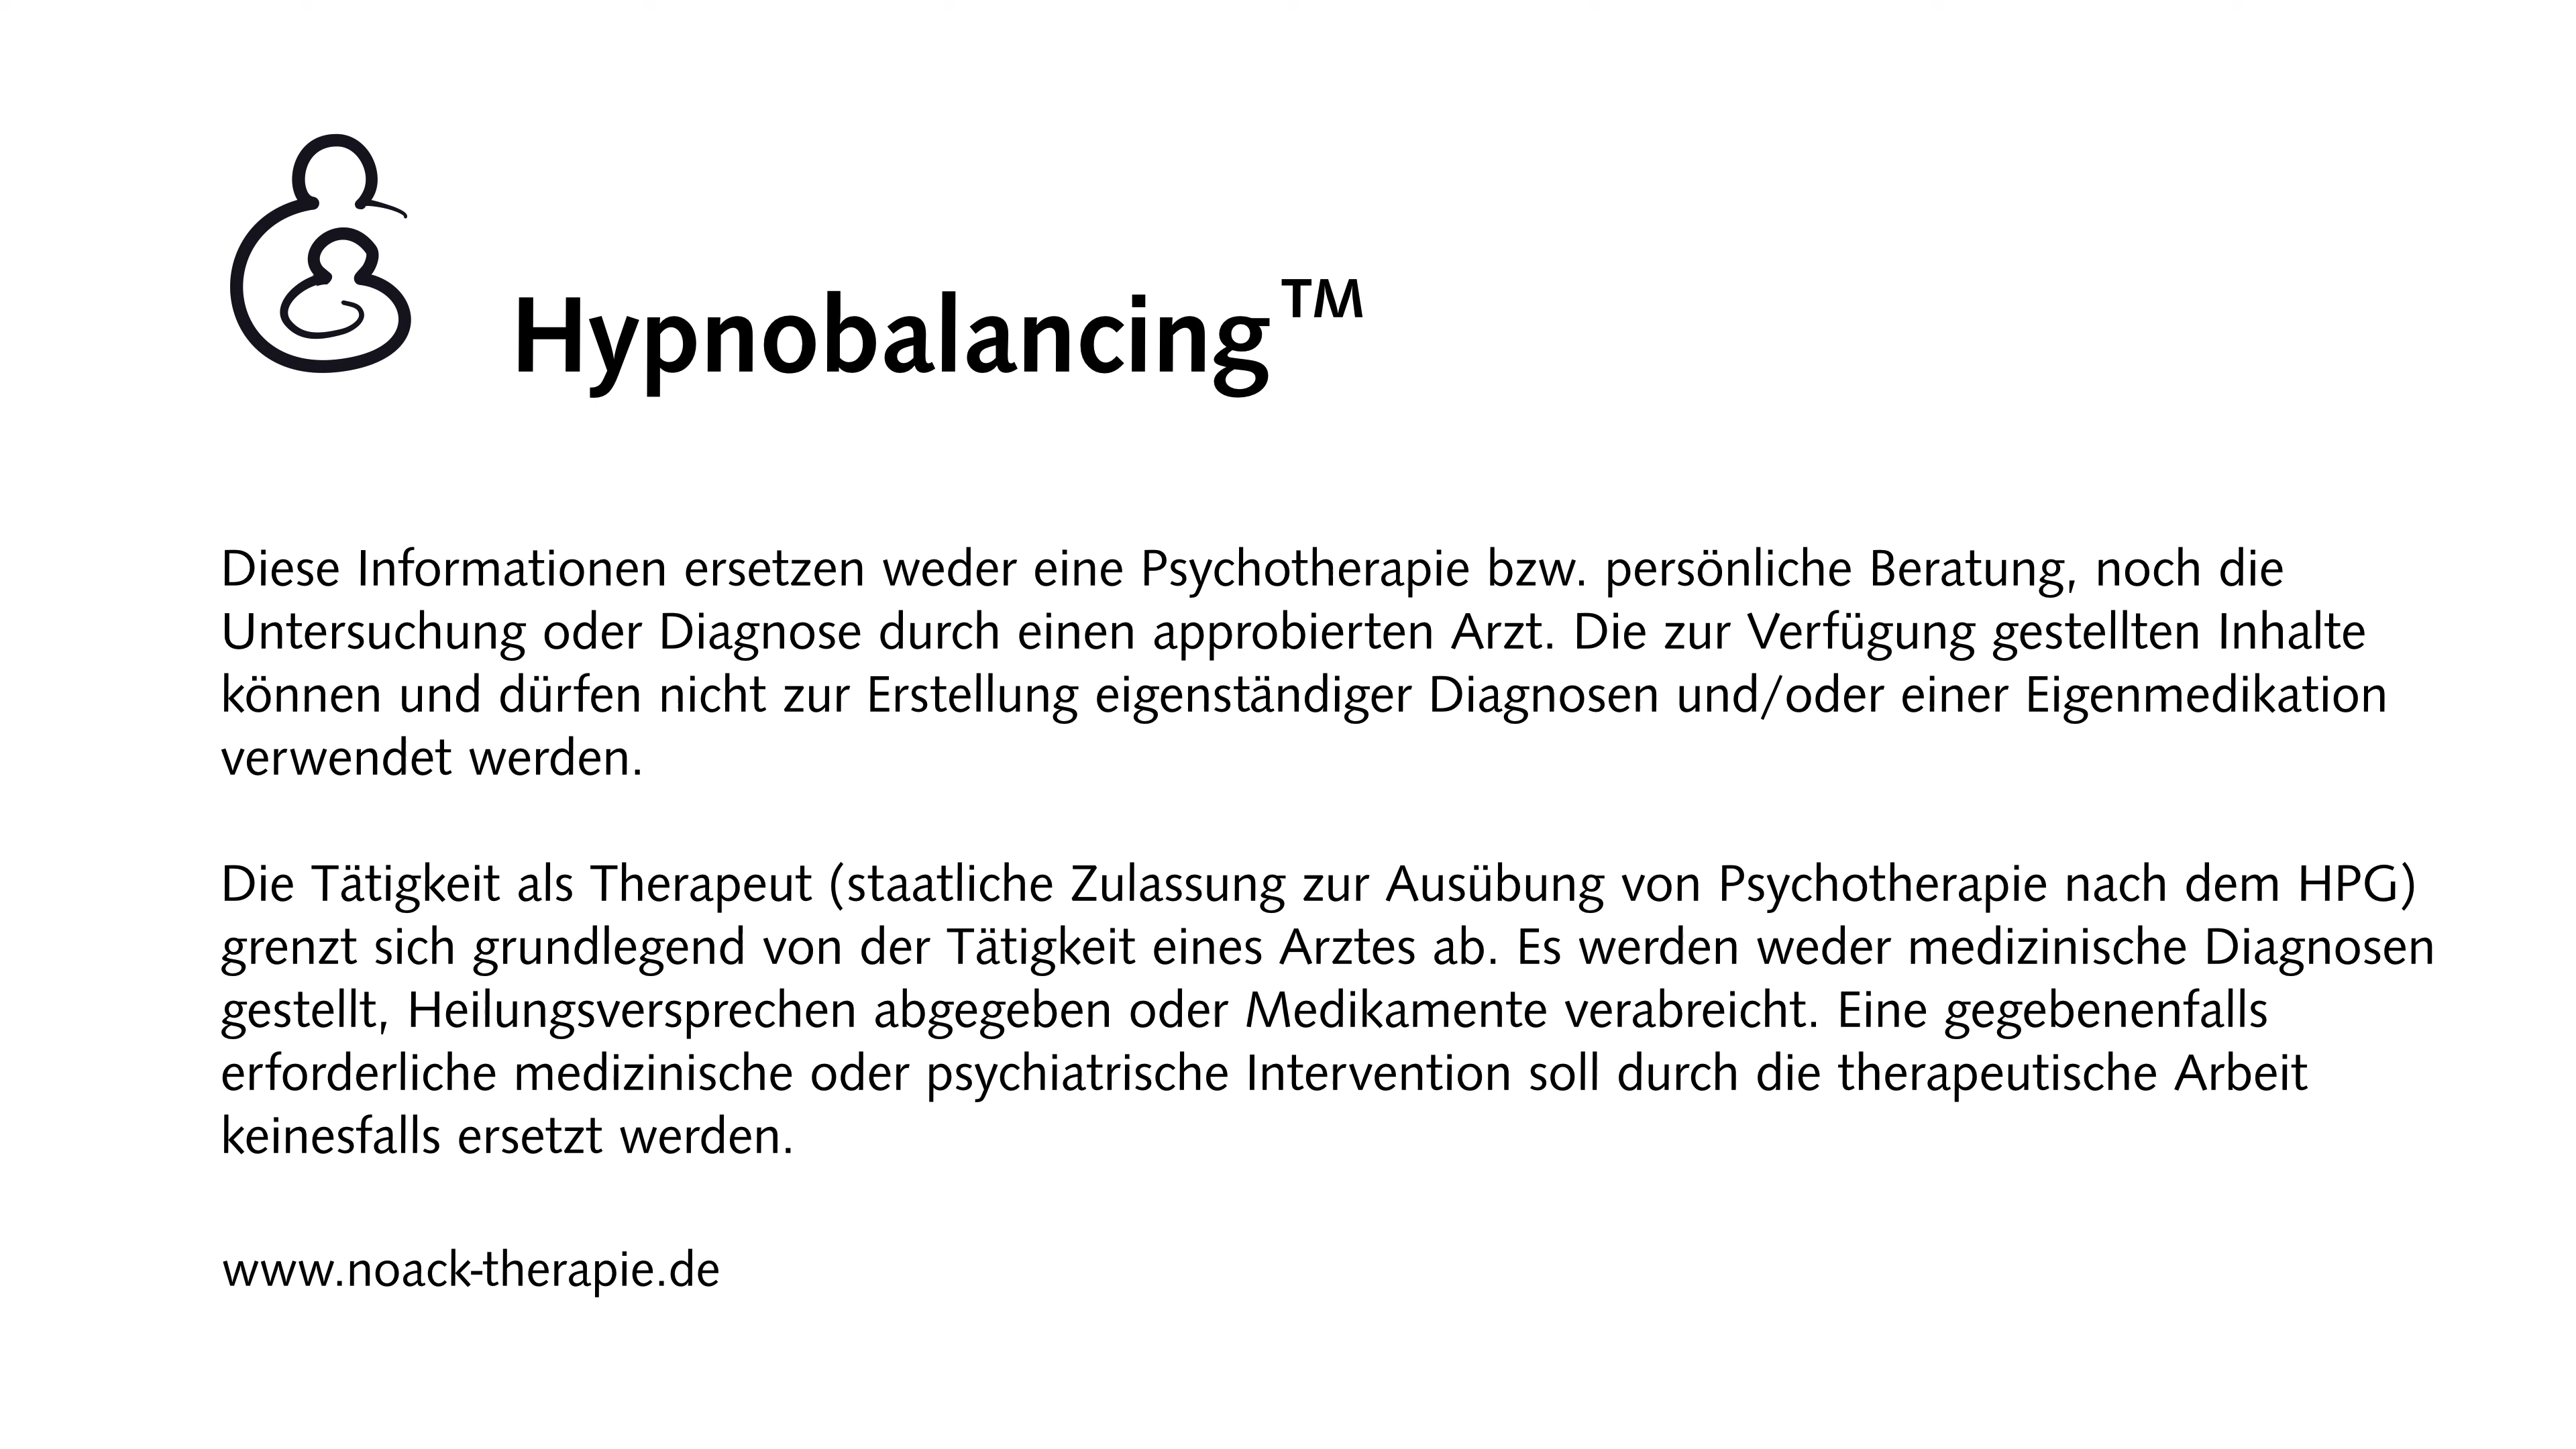 Hypnobalancing™
Diese Informationen ersetzen weder eine Psychotherapie bzw. persönliche Beratung, noch die
Untersuchung oder Diagnose durch einen approbierten Arzt. Die zur Verfügung gestellten Inhalte
können und dürfen nicht zur Erstellung eigenständiger Diagnosen und/oder einer Eigenmedikation
verwendet werden.
Die Tätigkeit als Therapeut (staatliche Zulassung zur Ausübung von Psychotherapie nach dem HPG)
grenzt sich grundlegend von der Tätigkeit eines Arztes ab. Es werden weder medizinische Diagnosen
gestellt, Heilungsversprechen abgegeben oder Medikamente verabreicht. Eine gegebenenfalls
erforderliche medizinische oder psychiatrische Intervention soll durch die therapeutische Arbeit
keinesfalls ersetzt werden.
www.noack-therapie.de